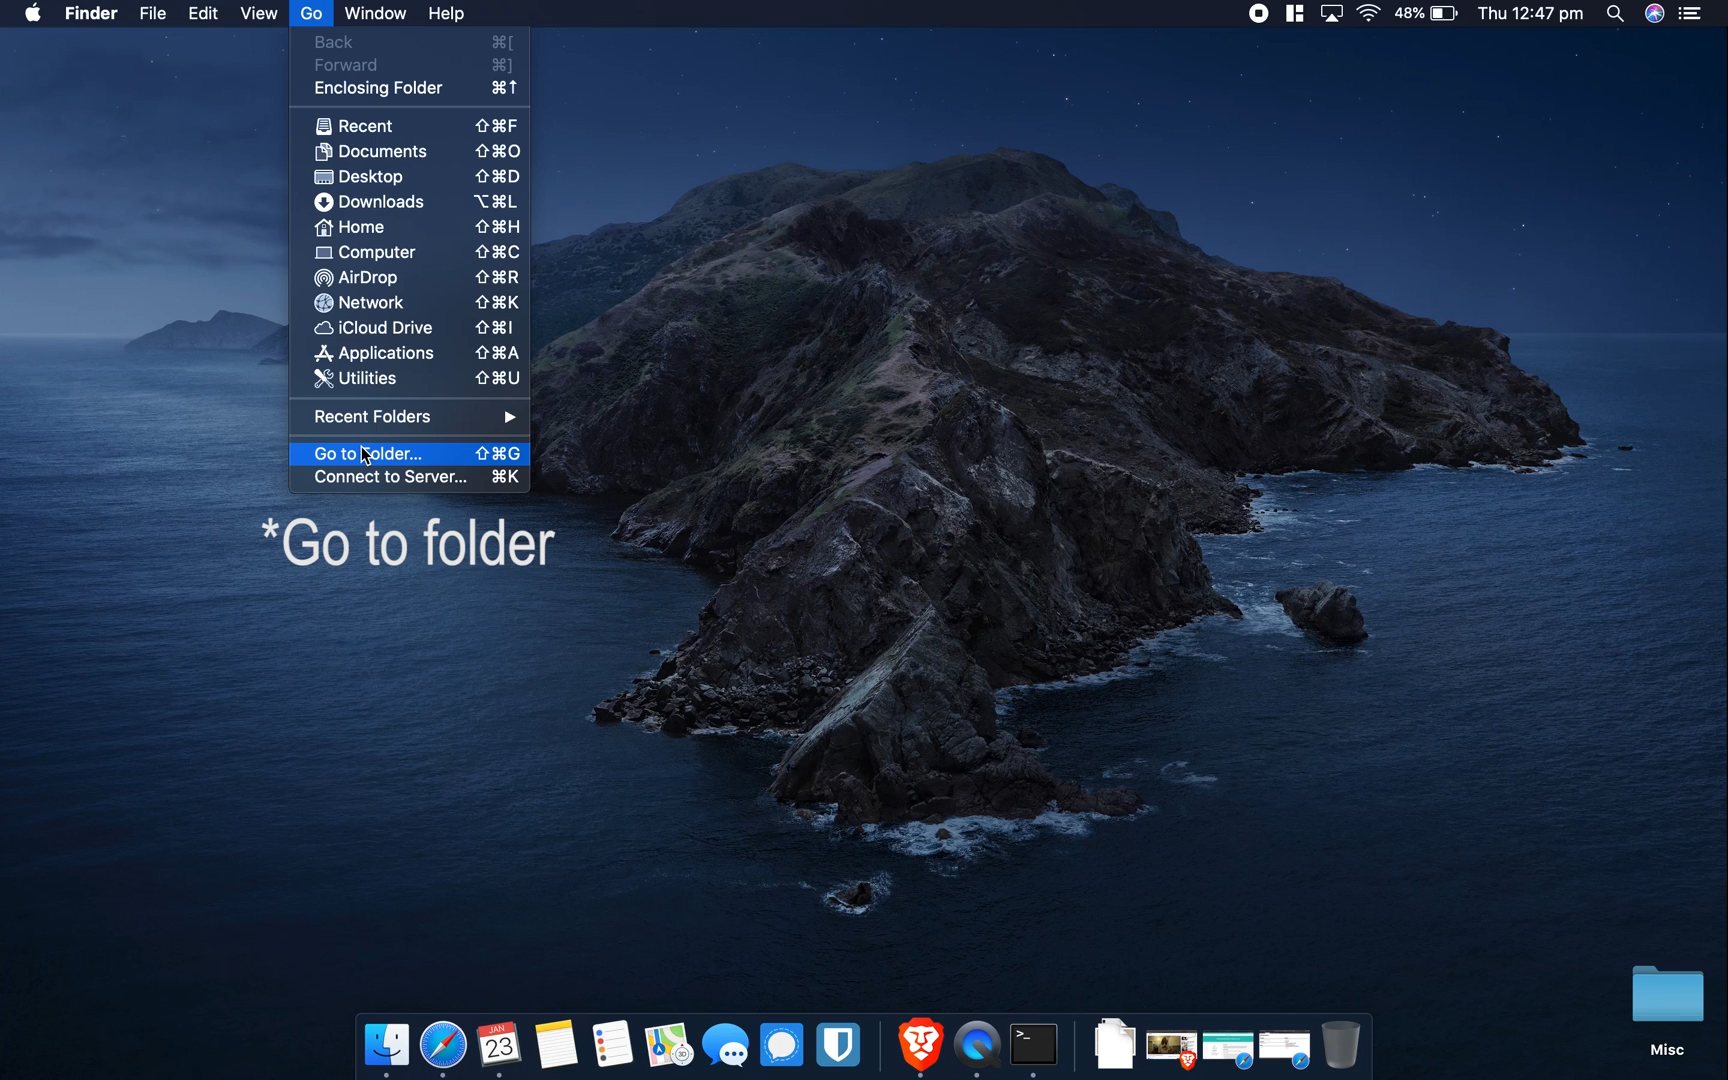 Finder File Edit View Go Window Help 48% Thu 12:47 pm
Back ⌘[
Forward ⌘]
Enclosing Folder ⌘↑
Recent ⇧⌘F
Documents ⇧⌘O
Desktop ⇧⌘D
Downloads ⌥⌘L
Home ⇧⌘H
Computer ⇧⌘C
AirDrop ⇧⌘R
Network ⇧⌘K
iCloud Drive ⇧⌘I
Applications ⇧⌘A
Utilities ⇧⌘U
Recent Folders ▶
Go to Folder... ⇧⌘G
Connect to Server... ⌘K
*Go to folder
JAN
23
3D
>_
Misc